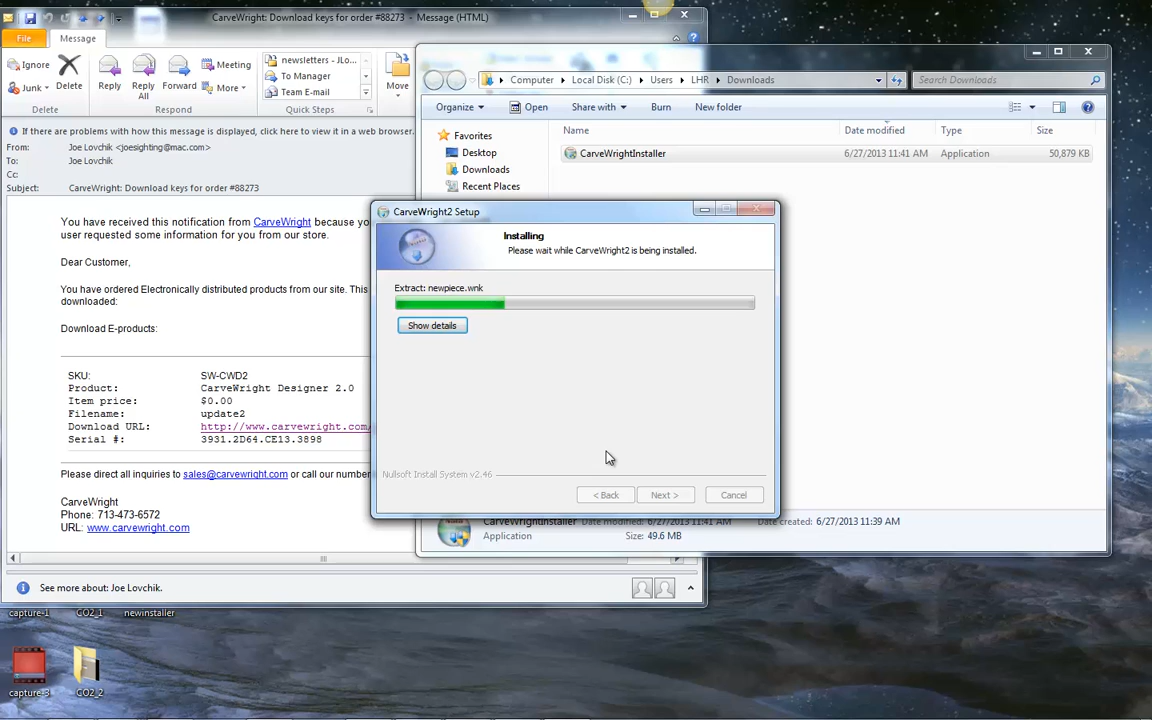 CarveWright: Download keys for order #88273 - Message (HTML)
File
Message
Ignore
Junk
Delete
Reply
Reply All
Forward
Meeting
More
newsletters - JLo...
To Manager
Team E-mail
Move
Delete
Respond
Quick Steps
If there are problems with how this message is displayed, click here to view it in a web browser.
From: Joe Lovchik <joesighting@mac.com>
To: Joe Lovchik
Cc:
Subject: CarveWright: Download keys for order #88273
You have received this notification from CarveWright because yo
user requested some information for you from our store.
Dear Customer,
You have ordered Electronically distributed products from our site. This
downloaded:
Download E-products:
SKU: SW-CWD2
Product: CarveWright Designer 2.0
Item price: $0.00
Filename: update2
Download URL: http://www.carvewright.com/
Serial #: 3931.2D64.CE13.3898
Please direct all inquiries to sales@carvewright.com or call our number
CarveWright
Phone: 713-473-6572
URL: www.carvewright.com
See more about: Joe Lovchik.
Computer
Local Disk (C:)
Users
LHR
Downloads
Search Downloads
Organize
Open
Share with
Burn
New folder
Favorites
Desktop
Downloads
Recent Places
Name
Date modified
Type
Size
CarveWrightInstaller
6/27/2013 11:41 AM
Application
50,879 KB
CarveWright2 Setup
Installing
Please wait while CarveWright2 is being installed.
Extract: newpiece.wnk
Show details
Nullsoft Install System v2.46
< Back
Next >
Cancel
CarveWrightInstaller Date modified: 6/27/2013 11:41 AM Date created: 6/27/2013 11:39 AM
Application Size: 49.6 MB
capture-1
CO2_1
newinstaller
capture-3
CO2_2